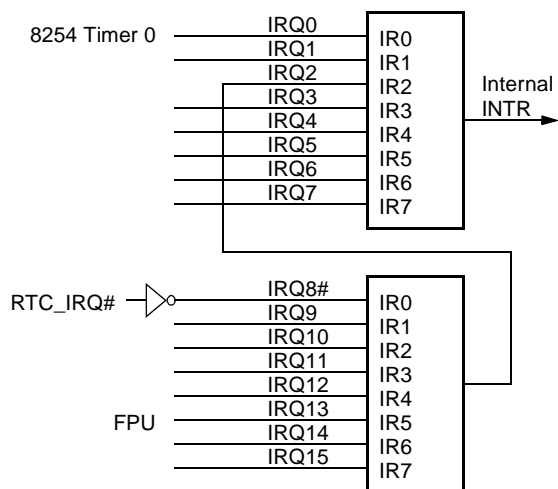 8254 Timer 0
IRQ0
IR0
IRQ1
IR1
IRQ2
IR2
IRQ3
IR3
IRQ4
IR4
IRQ5
IR5
IRQ6
IR6
IRQ7
IR7
Internal
INTR
RTC_IRQ#
IRQ8#
IR0
IRQ9
IR1
IRQ10
IR2
IRQ11
IR3
IRQ12
IR4
FPU
IRQ13
IR5
IRQ14
IR6
IRQ15
IR7